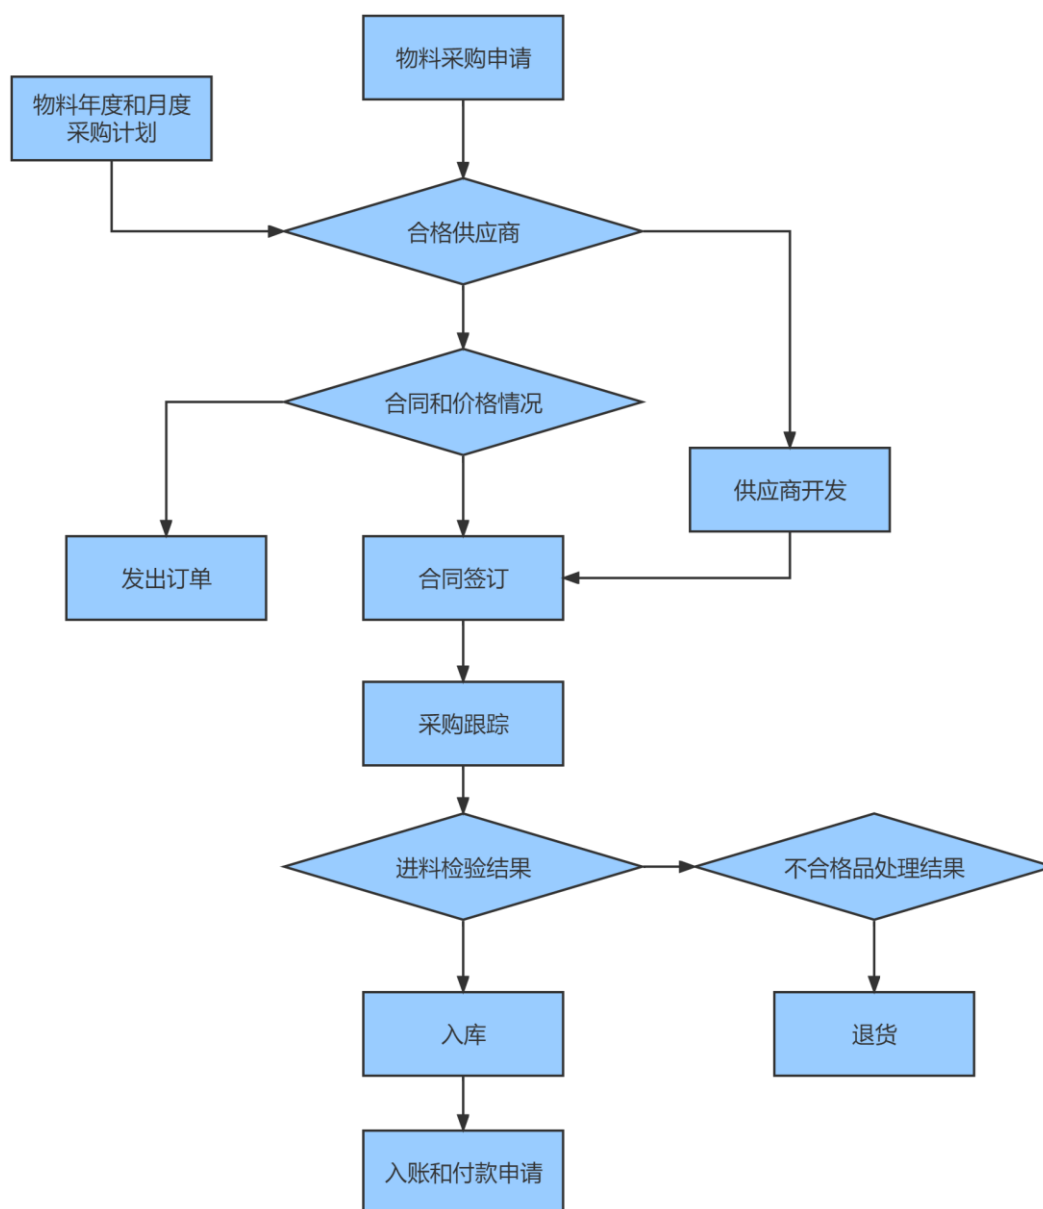 物料采购申请
物料年度和月度
采购计划
合格供应商
合同和价格情况
供应商开发
发出订单
合同签订
采购跟踪
进料检验结果
不合格品处理结果
入库
退货
入账和付款申请